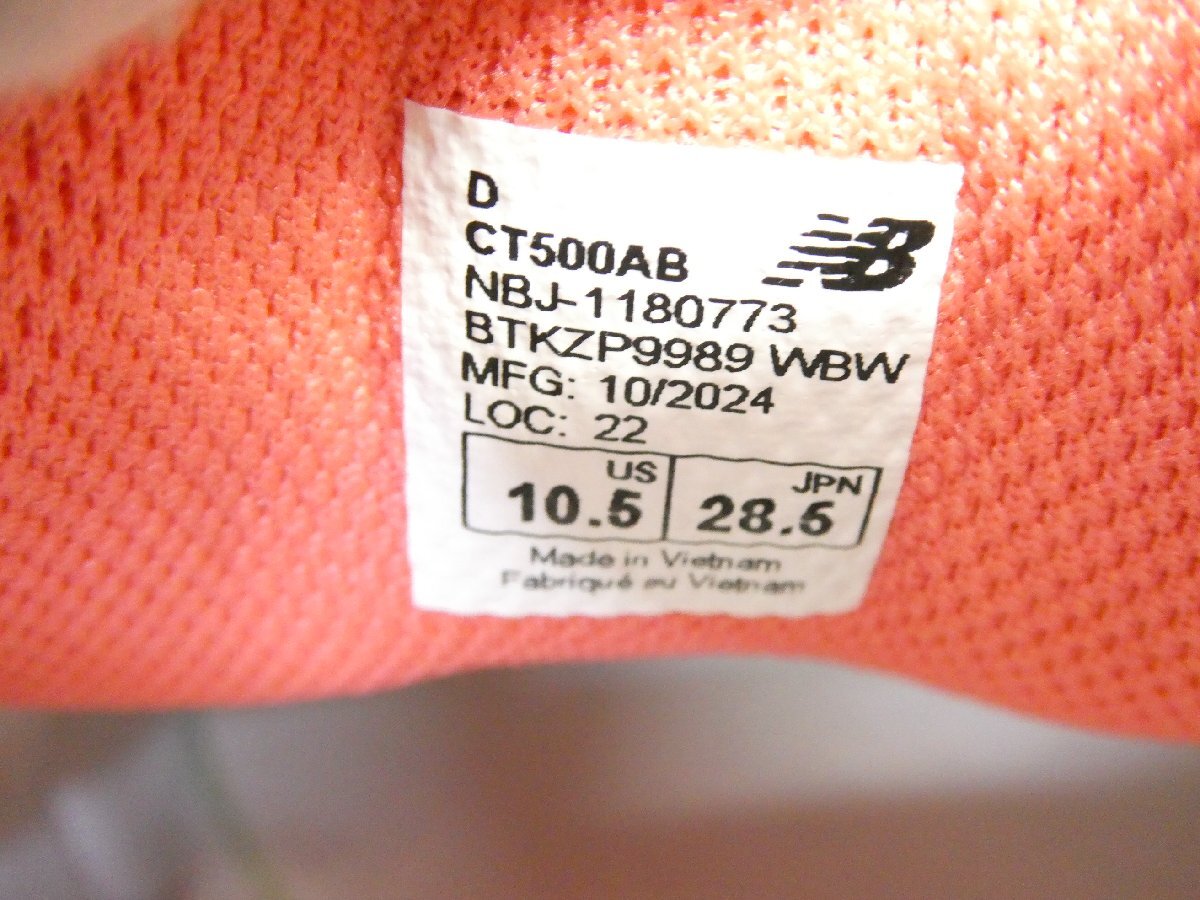 D
CT500AB
NB
NBJ-1180773
BTKZP9989 WBW
MFG: 10/2024
LOC: 22
US JPN
10.5 28.5
Made in Vietnam
Fabriqué au Vietnam